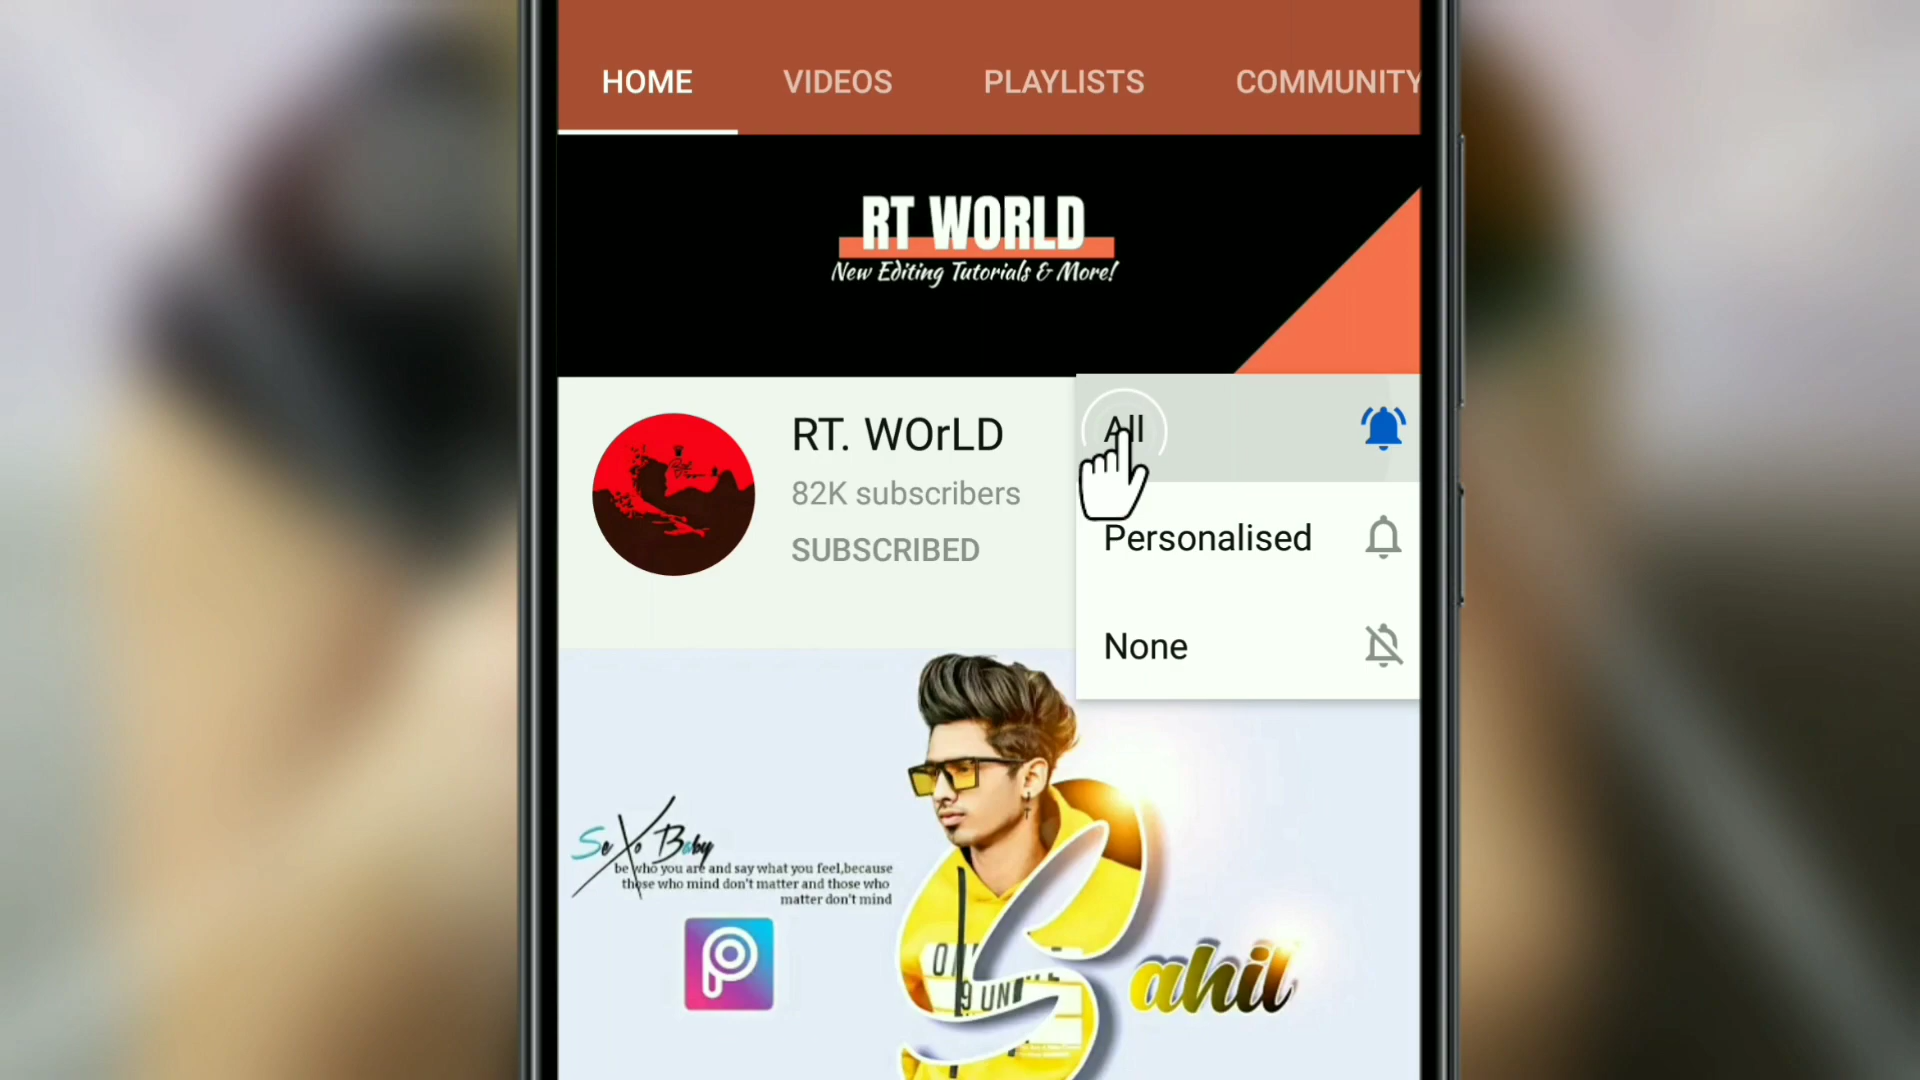 HOME VIDEOS PLAYLISTS COMMUNITY
RT WORLD
New Editing Tutorials & More!
RT. WOrLD
82K subscribers
SUBSCRIBED
All
Personalised
None
SeXo Baby
be who you are and say what you feel,because
those who mind don't matter and those who
matter don't mind
Sahil